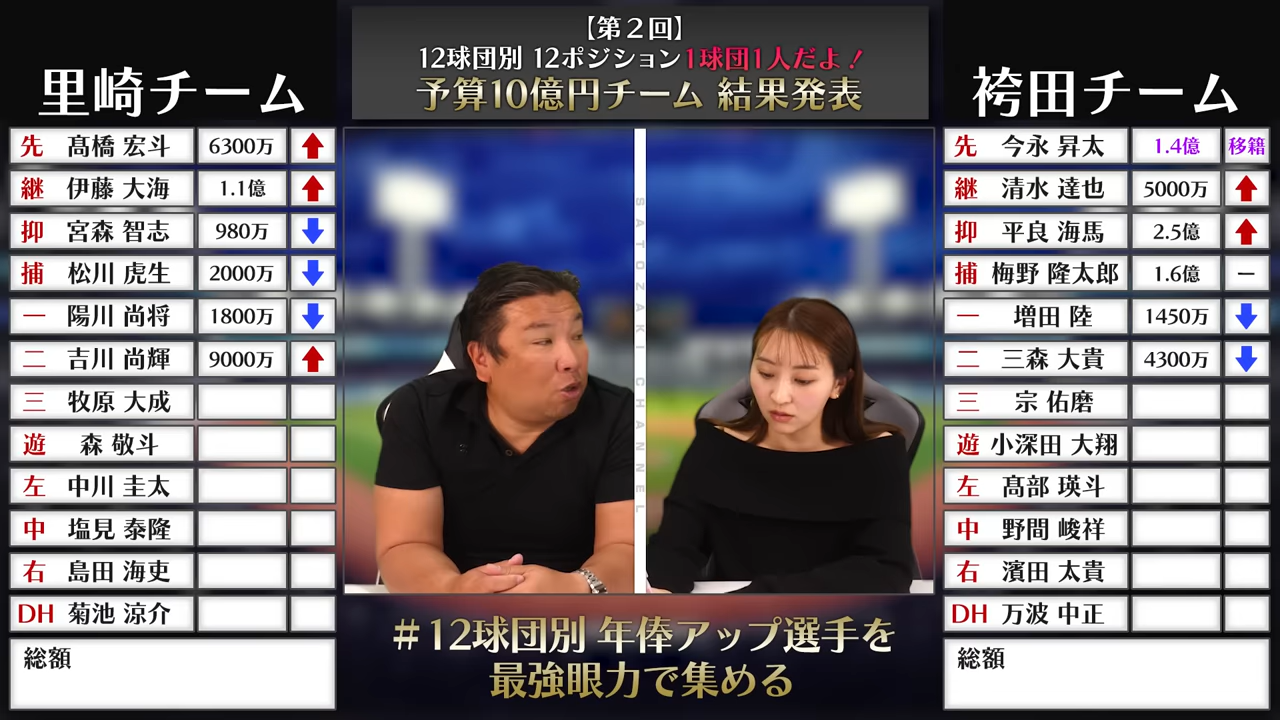 【第2回】
12球団別 12ポジション1球団1人だよ！
予算10億円チーム 結果発表
里崎チーム
先 髙橋 宏斗 6300万 ↑
継 伊藤 大海 1.1億 ↑
抑 宮森 智志 980万 ↓
捕 松川 虎生 2000万 ↓
一 陽川 尚将 1800万 ↓
二 吉川 尚輝 9000万 ↑
三 牧原 大成
遊 森 敬斗
左 中川 圭太
中 塩見 泰隆
右 島田 海吏
DH 菊池 涼介
総額
SATOZAKI CHANNEL
袴田チーム
先 今永 昇太 1.4億 移籍
継 清水 達也 5000万 ↑
抑 平良 海馬 2.5億 ↑
捕 梅野 隆太郎 1.6億 −
一 増田 陸 1450万 ↓
二 三森 大貴 4300万 ↓
三 宗 佑磨
遊 小深田 大翔
左 髙部 瑛斗
中 野間 峻祥
右 濱田 太貴
DH 万波 中正
総額
#12球団別 年俸アップ選手を
最強眼力で集める